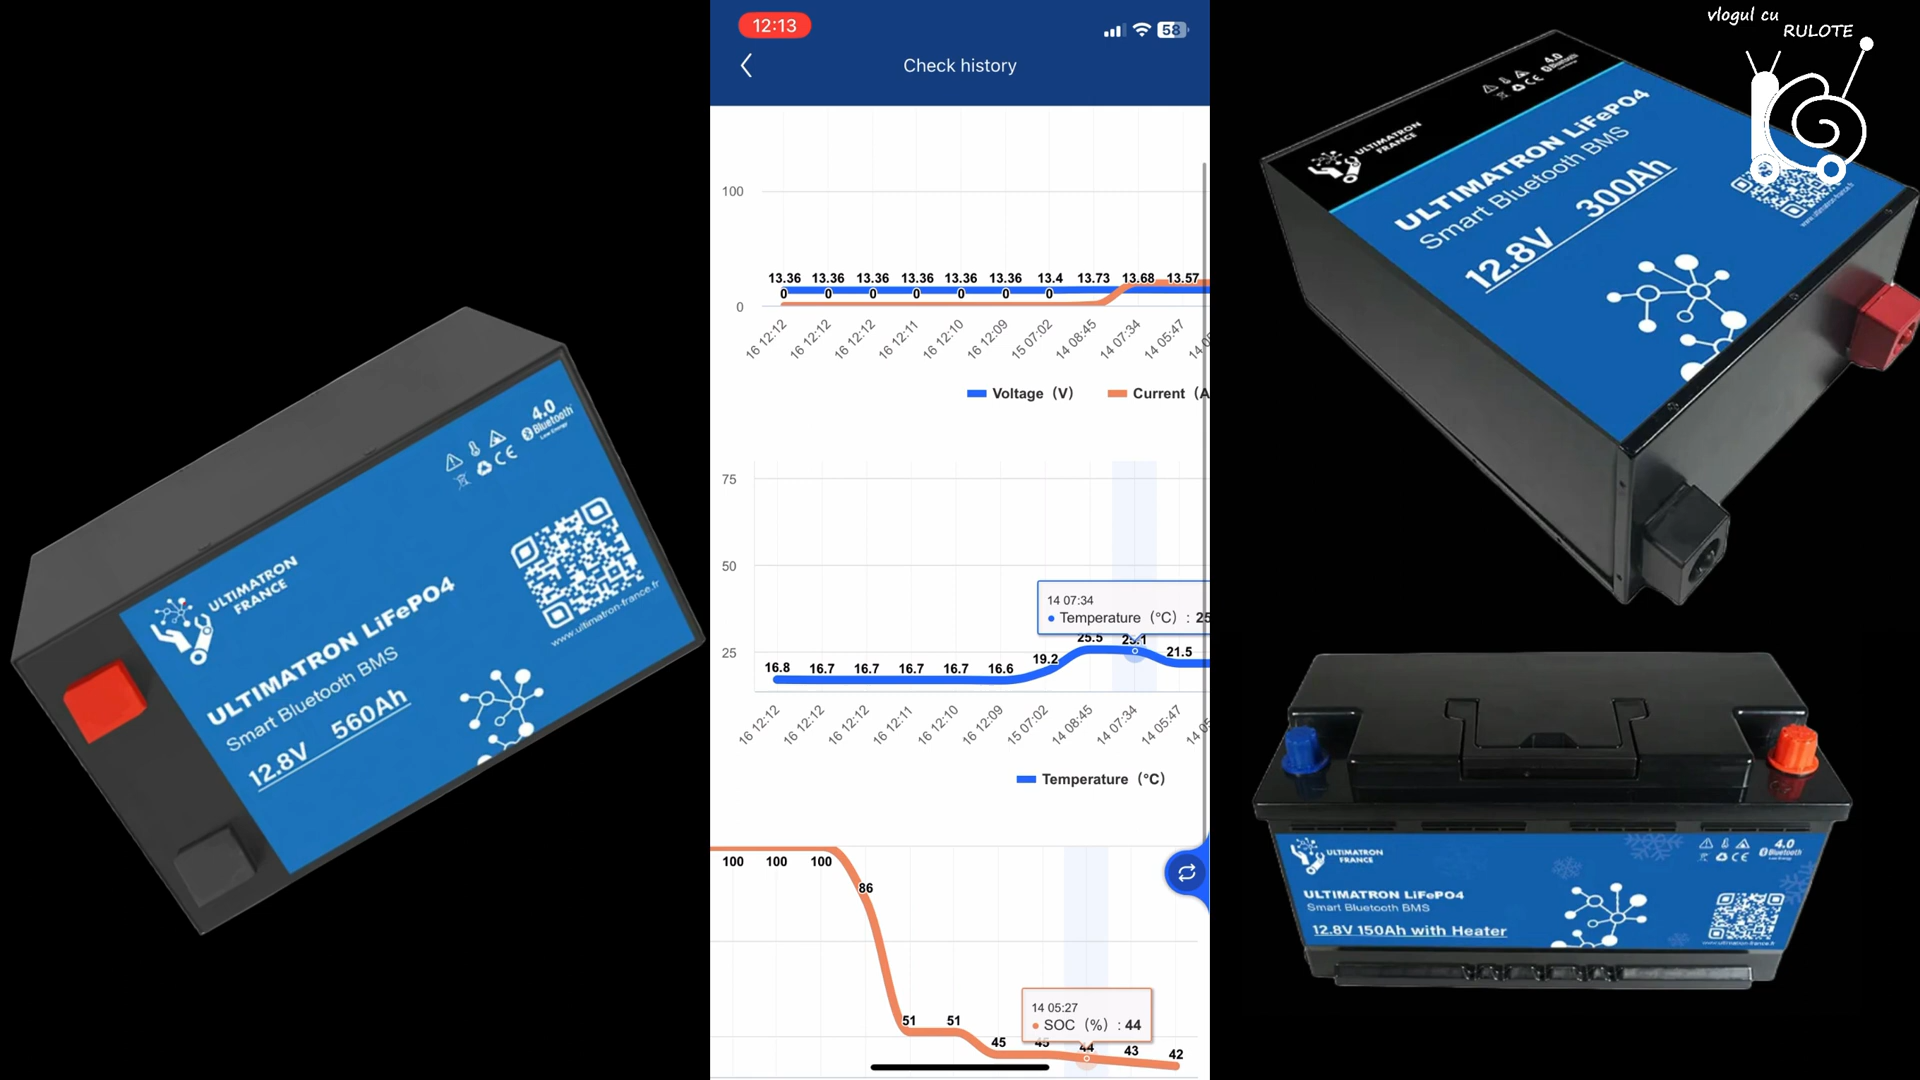 12:13
58
Check history
100
0
13.36 13.36 13.36 13.36 13.36 13.36 13.4 13.73 13.68 13.57
0 0 0 0 0 0 0
16 12:12 16 12:12 16 12:12 16 12:11 16 12:10 16 12:09 15 07:02 14 08:45 14 07:34 14 05:47
Voltage (V) Current (A
75
50
25
14 07:34
Temperature (°C) : 25
16.8 16.7 16.7 16.7 16.7 16.6 19.2 25.5 25.1 21.5
16 12:12 16 12:12 16 12:12 16 12:11 16 12:10 16 12:09 15 07:02 14 08:45 14 07:34 14 05:47
Temperature (°C)
100 100 100 86 51 51 45 45 44 43 42
14 05:27
SOC (%) : 44
4.0
Bluetooth
Low Energy
ULTIMATRON
FRANCE
www.ultimatron-france.fr
ULTIMATRON LiFePO4
Smart Bluetooth BMS
12.8V 560Ah
vlogul cu
RULOTE
4.0
Bluetooth
ULTIMATRON
FRANCE
ULTIMATRON LiFePO4
Smart Bluetooth BMS
12.8V 300Ah
ULTIMATRON
FRANCE
4.0
Bluetooth
ULTIMATRON LiFePO4
Smart Bluetooth BMS
12.8V 150Ah with Heater
www.ultimatron-france.fr